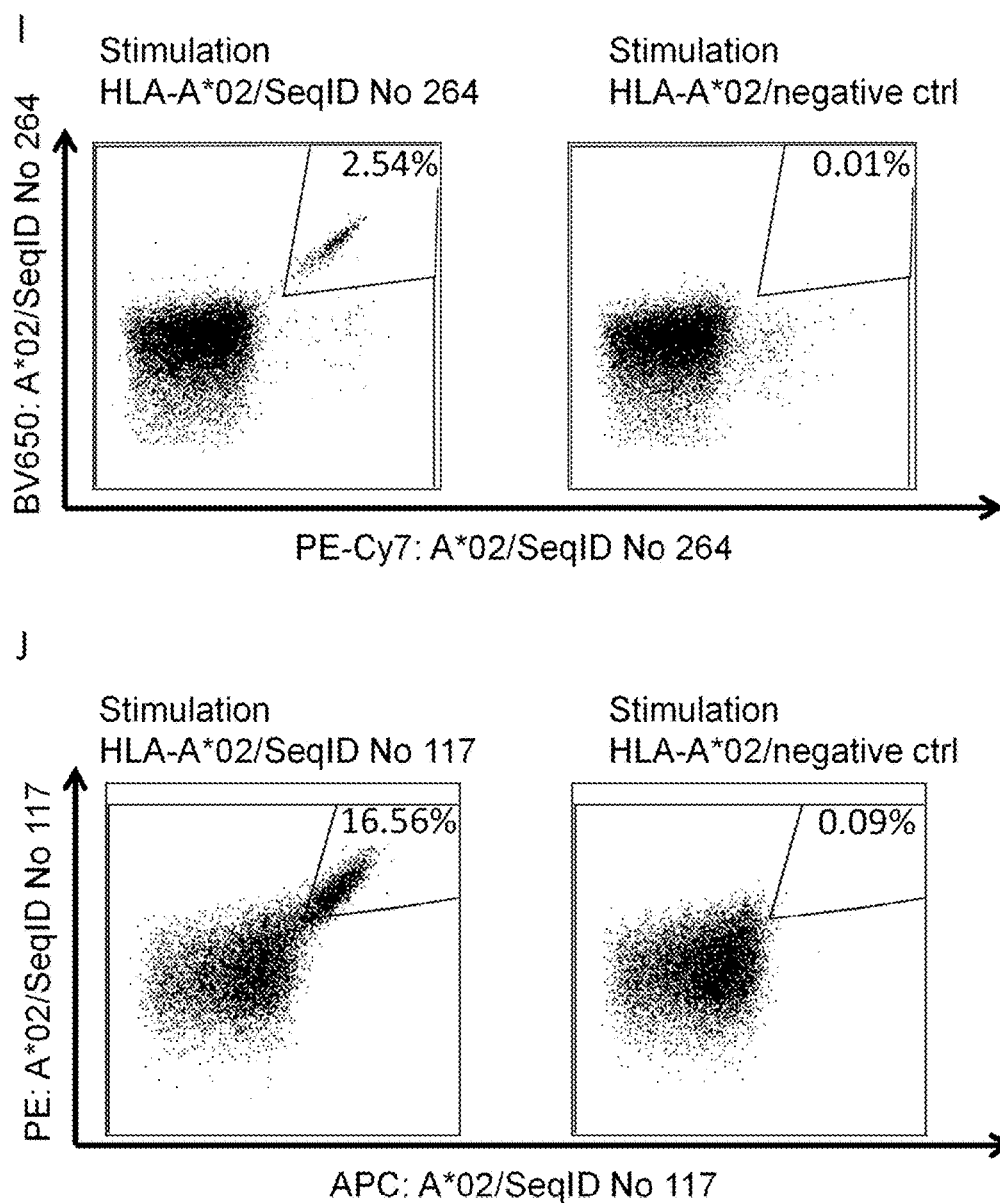 I
Stimulation
HLA-A*02/SeqID No 264
Stimulation
HLA-A*02/negative ctrl
BV650: A*02/SeqID No 264
2.54%
0.01%
PE-Cy7: A*02/SeqID No 264
J
Stimulation
HLA-A*02/SeqID No 117
Stimulation
HLA-A*02/negative ctrl
PE: A*02/SeqID No 117
16.56%
0.09%
APC: A*02/SeqID No 117